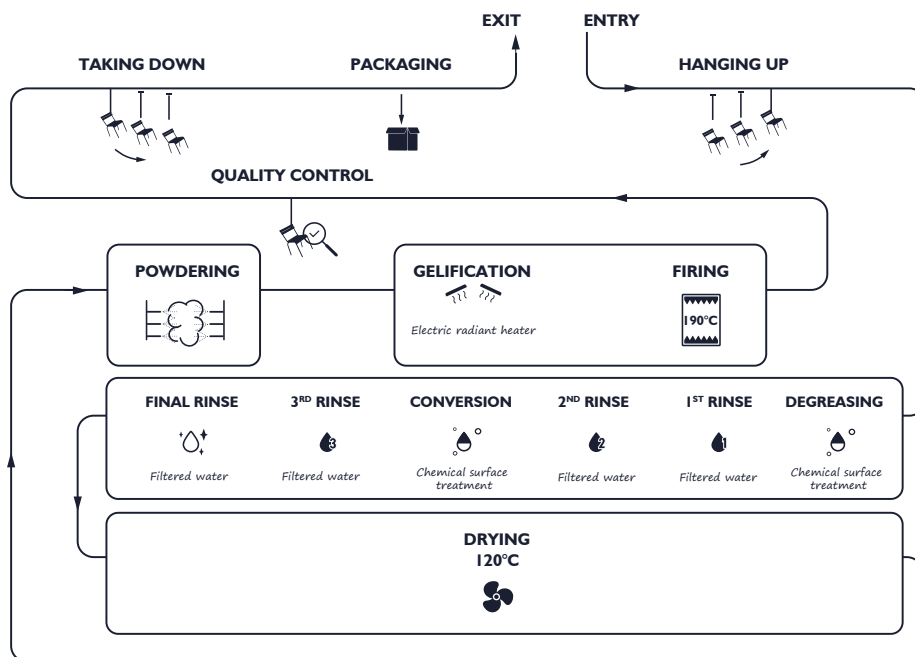 EXIT
ENTRY
TAKING DOWN
PACKAGING
HANGING UP
QUALITY CONTROL
POWDERING
GELIFICATION
FIRING
190°C
Electric radiant heater
FINAL RINSE
3RD RINSE
CONVERSION
2ND RINSE
1ST RINSE
DEGREASING
3
2
1
Filtered water
Filtered water
Chemical surface
treatment
Filtered water
Filtered water
Chemical surface
treatment
DRYING
120°C